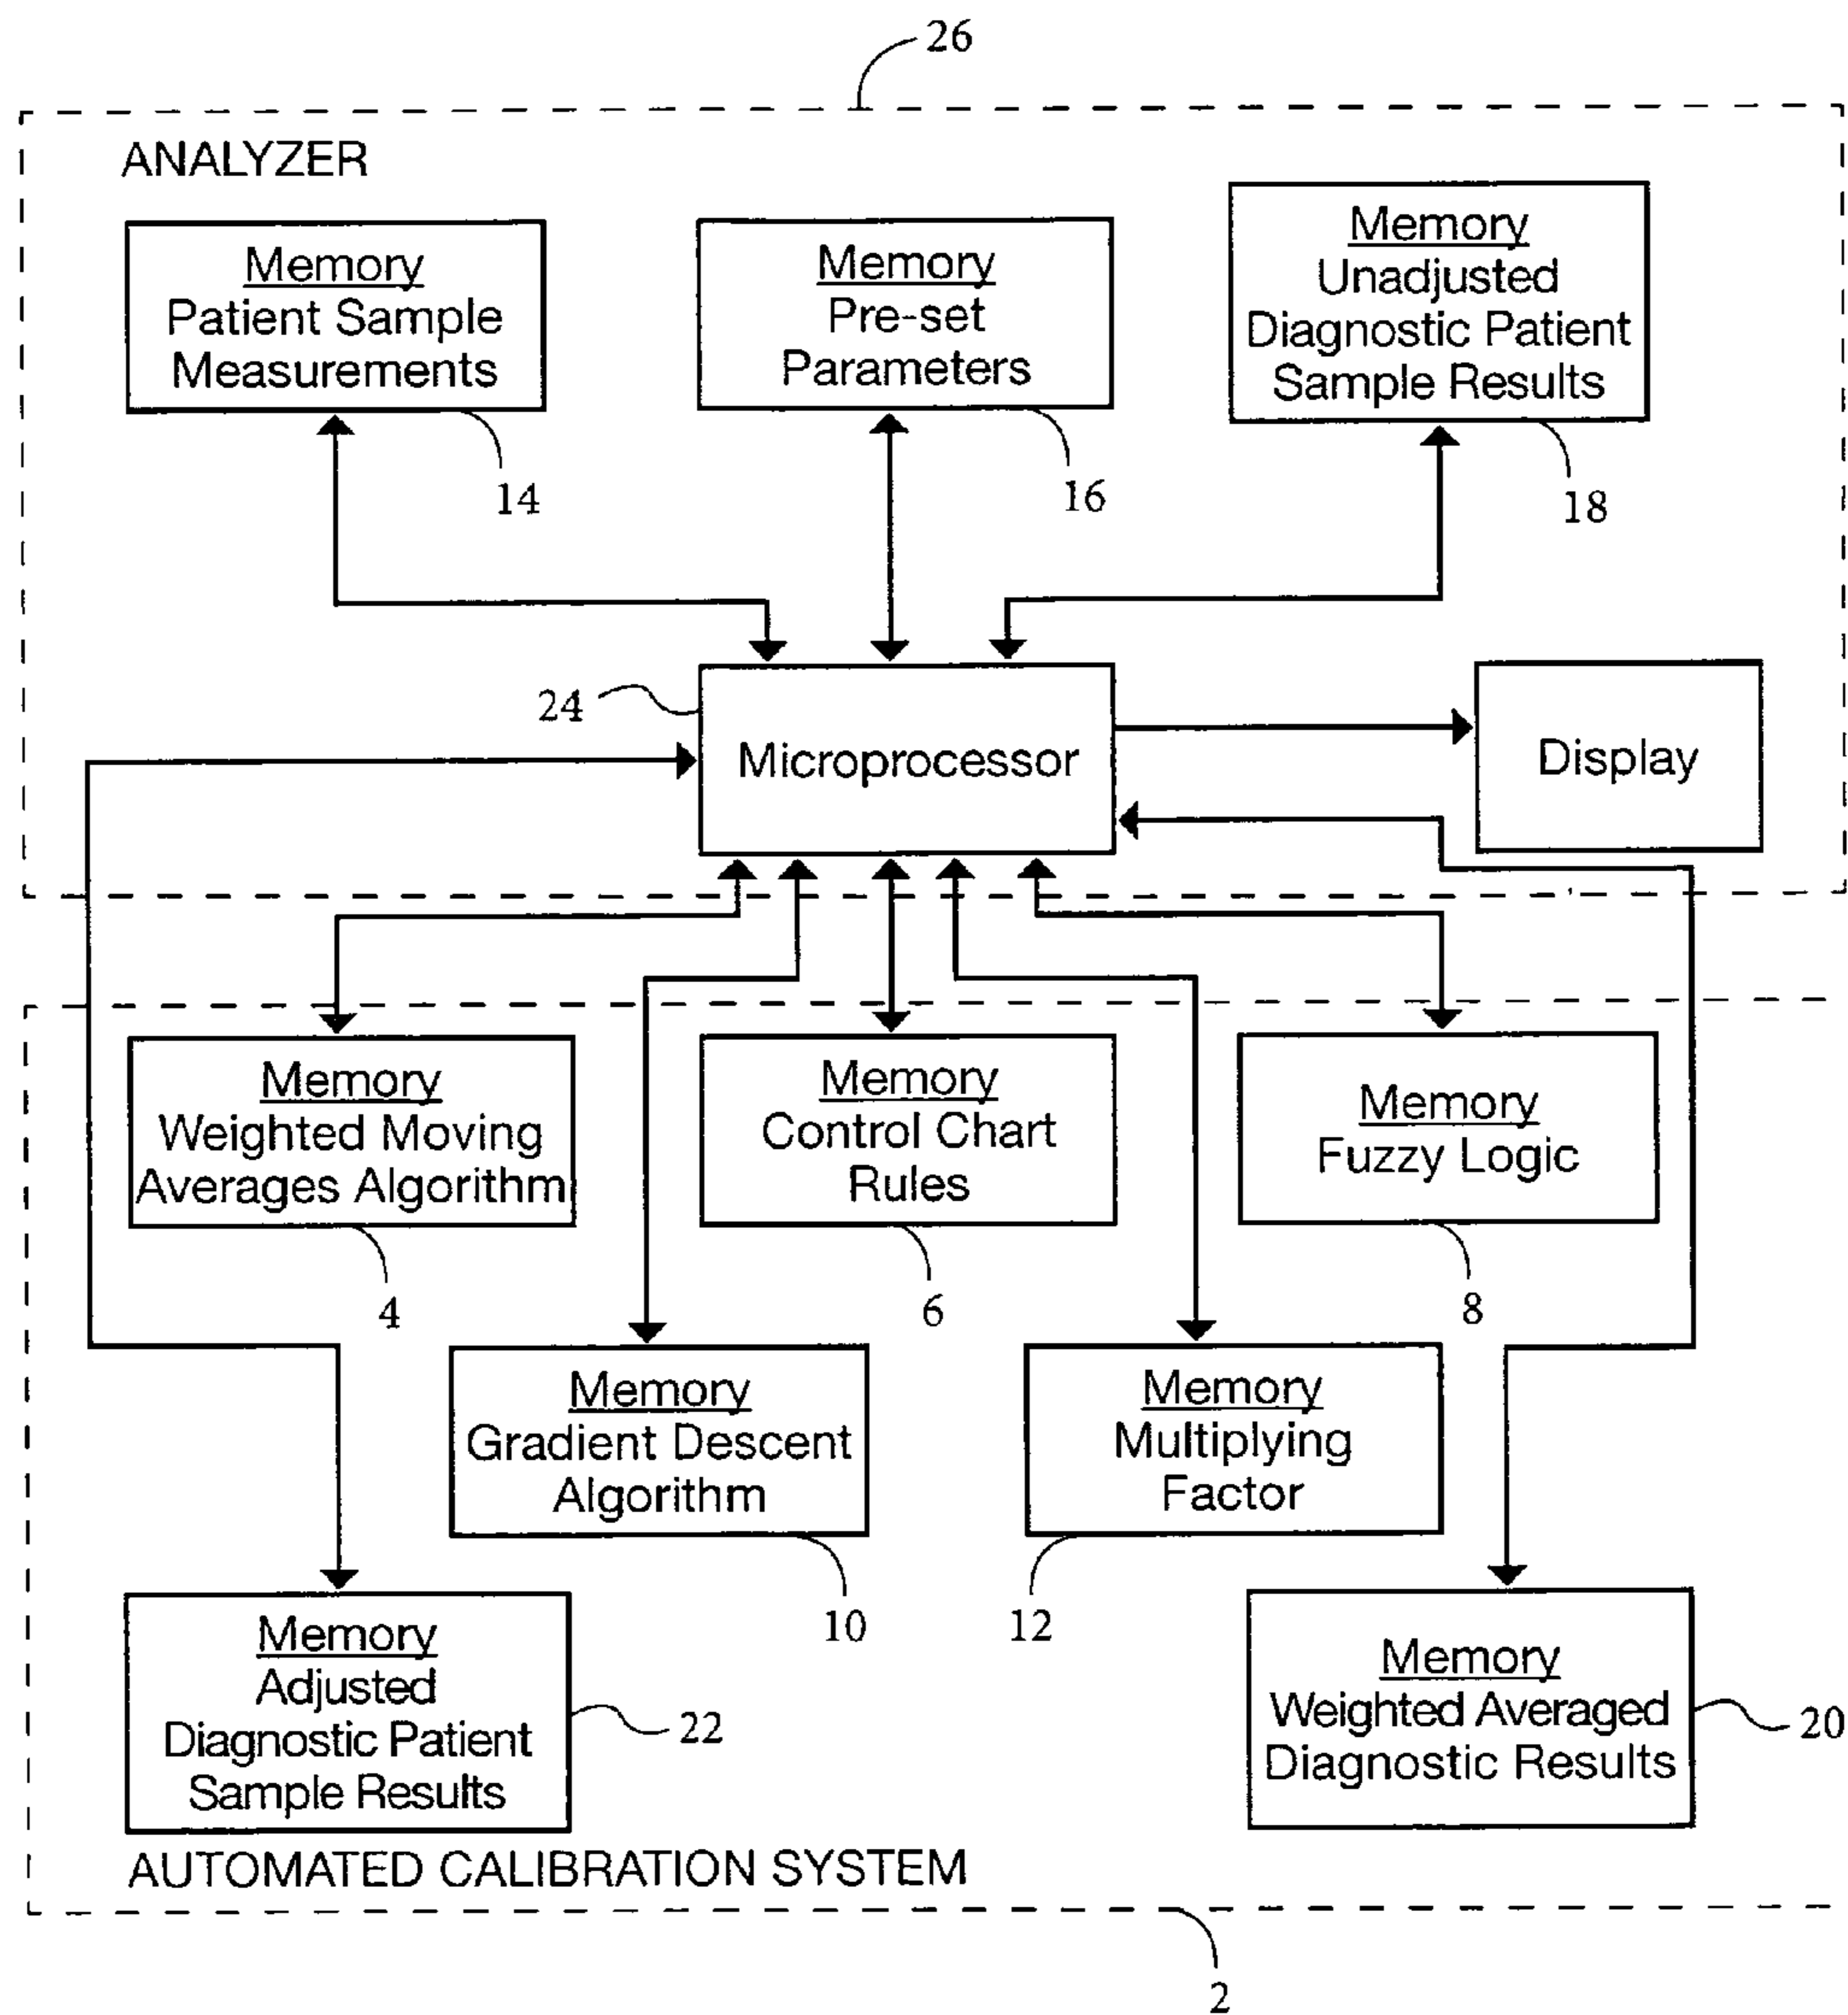 26
ANALYZER
Memory
Patient Sample
Measurements
14
Memory
Pre-set
Parameters
16
Memory
Unadjusted
Diagnostic Patient
Sample Results
18
24
Microprocessor
Display
Memory
Weighted Moving
Averages Algorithm
4
Memory
Control Chart
Rules
6
Memory
Fuzzy Logic
8
Memory
Gradient Descent
Algorithm
10
Memory
Multiplying
Factor
12
Memory
Adjusted
Diagnostic Patient
Sample Results
22
Memory
Weighted Averaged
Diagnostic Results
20
AUTOMATED CALIBRATION SYSTEM
2